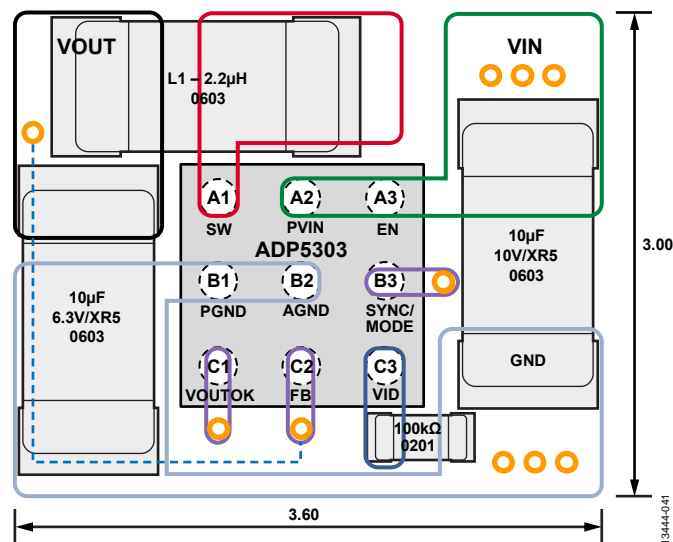 VOUT
VIN
L1 – 2.2µH
0603
A1
A2
A3
SW
PVIN
EN
ADP5303
10µF
10V/XR5
0603
3.00
B1
B2
B3
PGND
AGND
SYNC/
MODE
10µF
6.3V/XR5
0603
C1
C2
C3
GND
VOUTOK
FB
VID
100kΩ
0201
3.60
13444-041